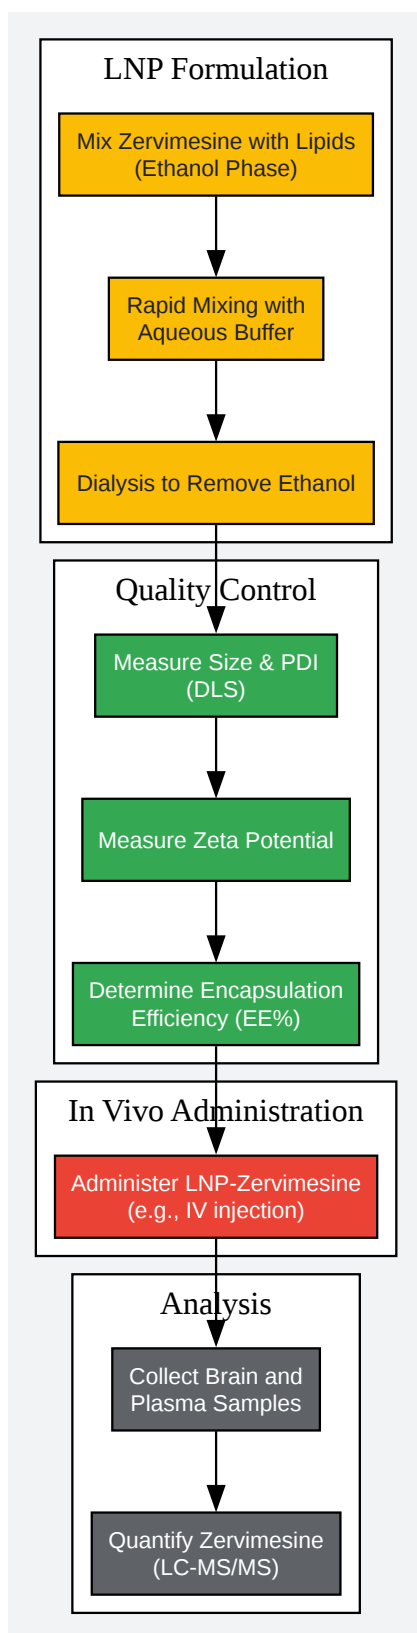 LNP Formulation
Mix Zervimesine with Lipids
(Ethanol Phase)
Rapid Mixing with
Aqueous Buffer
Dialysis to Remove Ethanol
Quality Control
Measure Size & PDI
(DLS)
Measure Zeta Potential
Determine Encapsulation
Efficiency (EE%)
In Vivo Administration
Administer LNP-Zervimesine
(e.g., IV injection)
Analysis
Collect Brain and
Plasma Samples
Quantify Zervimesine
(LC-MS/MS)